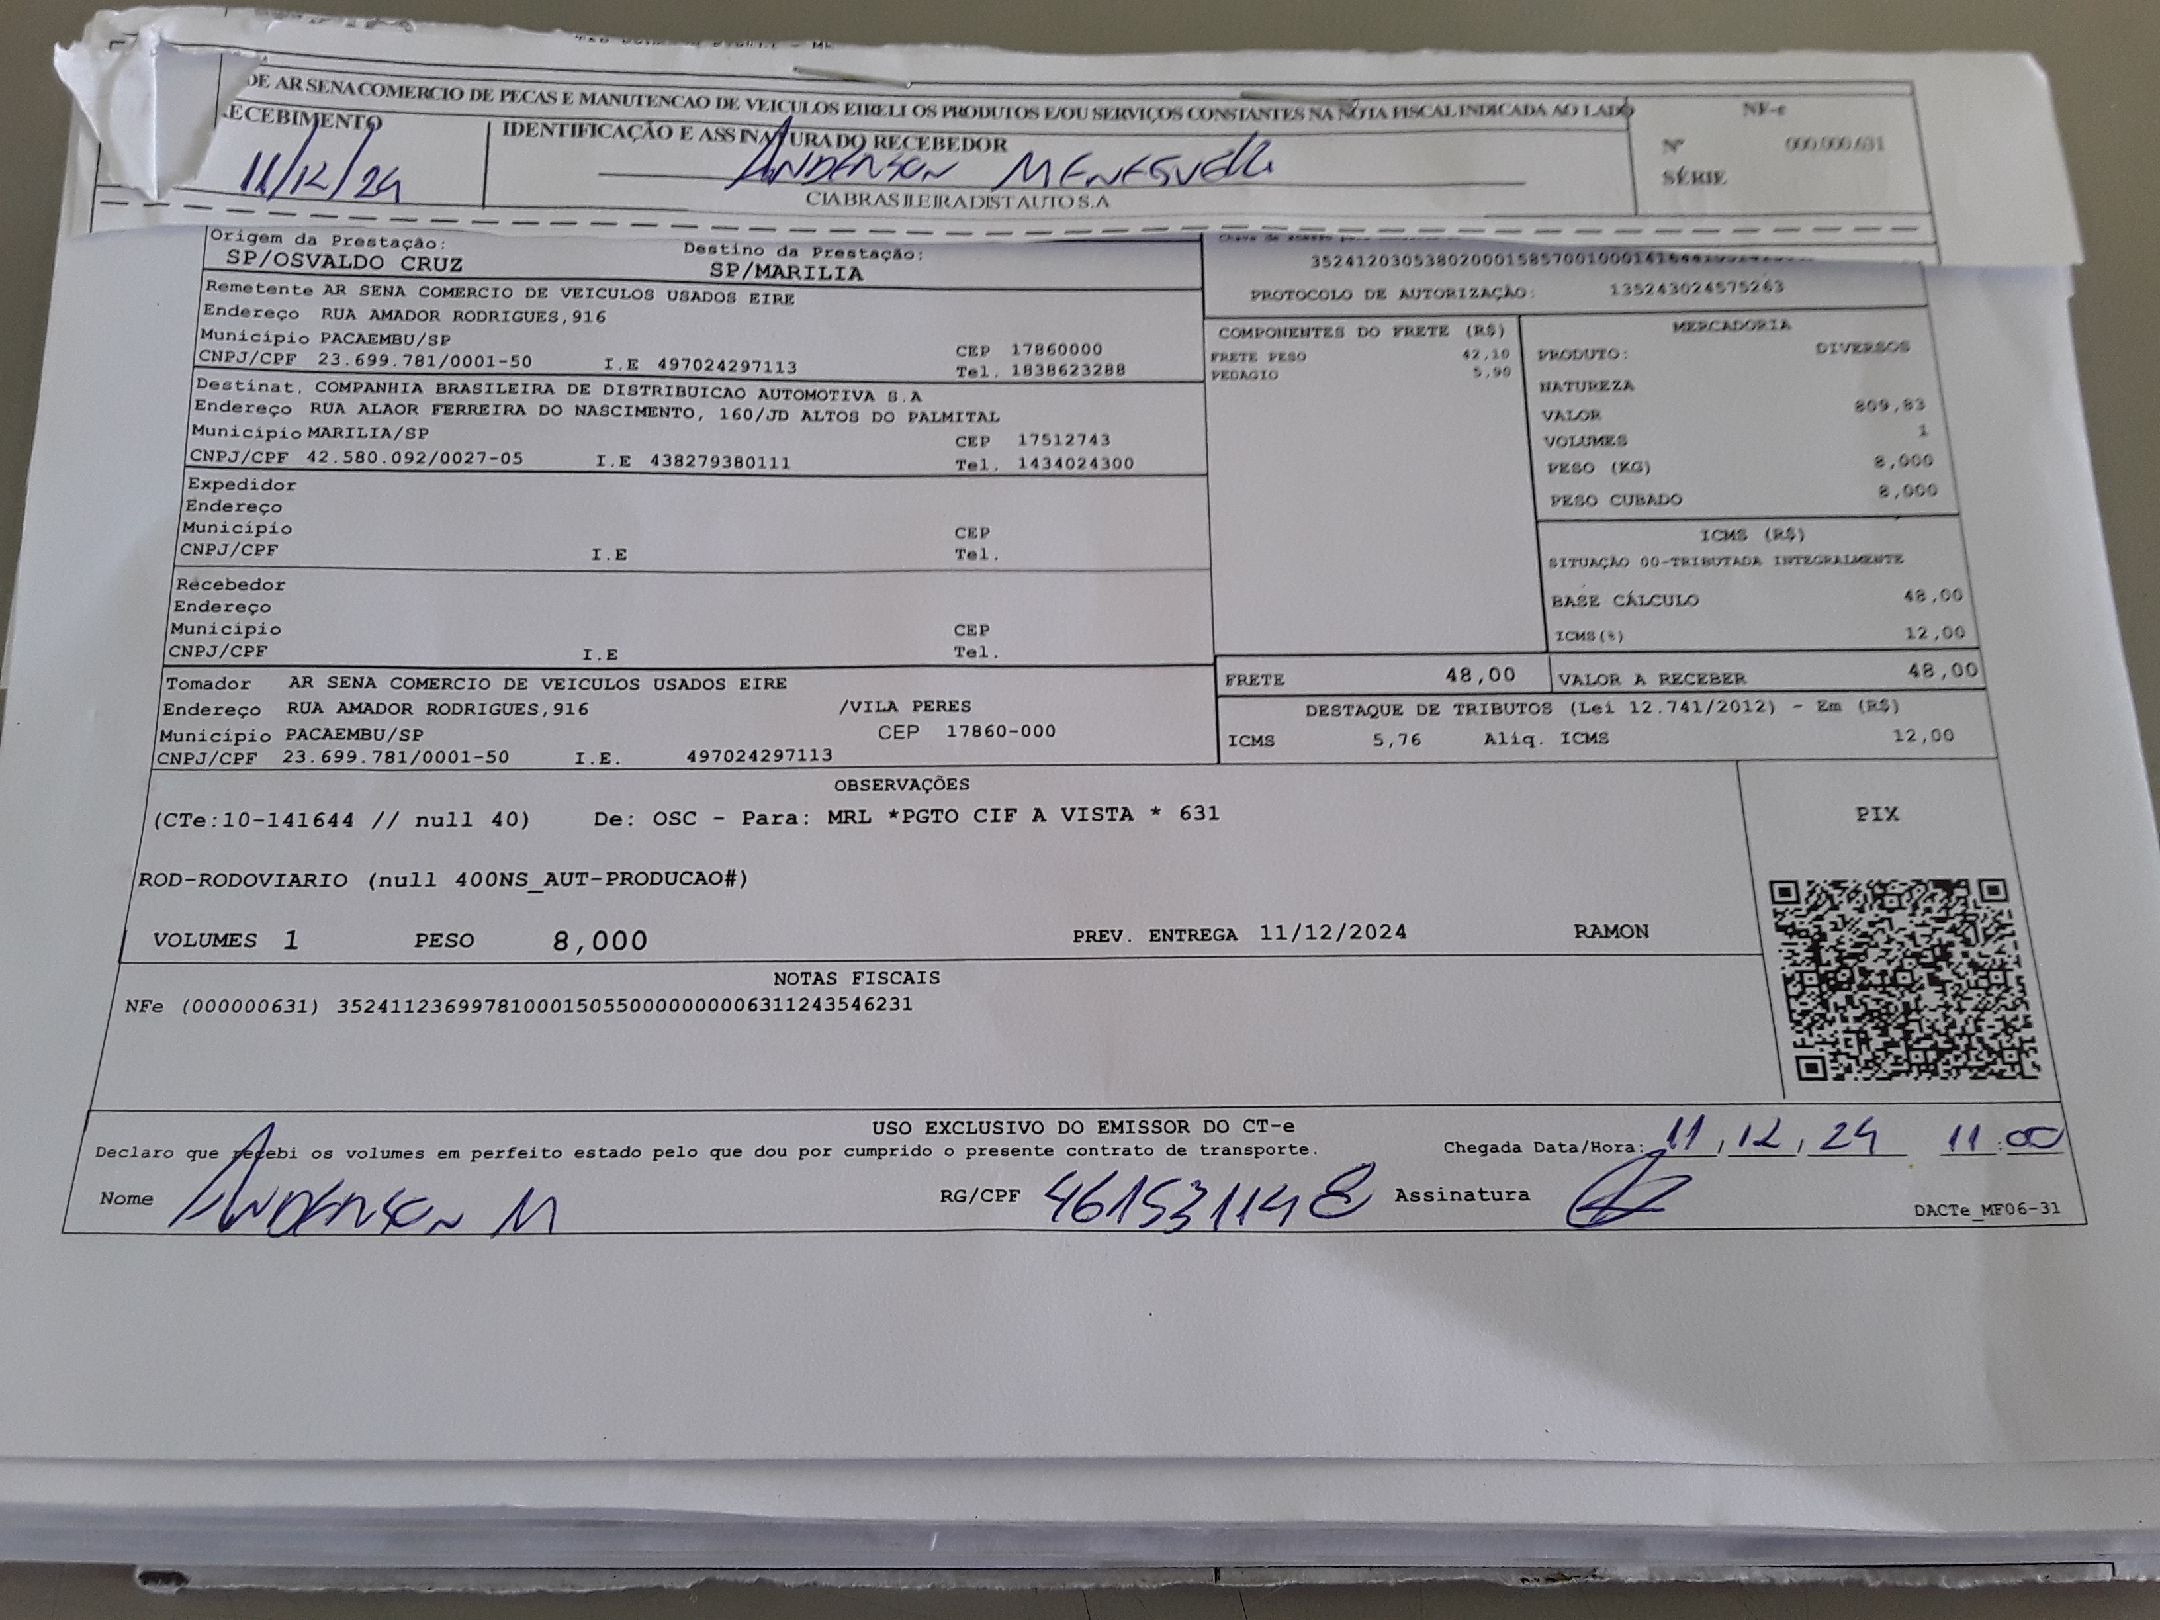 DE AR SENA COMERCIO DE PECAS E MANUTENCAO DE VEICULOS EIRELI OS PRODUTOS E/OU SERVIÇOS CONSTANTES NA NOTA FISCAL INDICADA AO LADO
NF-e
ECEBIMENTO
IDENTIFICAÇÃO E ASSINATURA DO RECEBEDOR
Nº 000.000.631
11/12/24
ANDERSON MENEGUELLI
SÉRIE
CIA BRASILEIRA DIST AUTO S.A
Origem da Prestação:
Destino da Prestação:
SP/OSVALDO CRUZ
SP/MARILIA
PROTOCOLO DE AUTORIZAÇÃO: 135243024575263
Remetente AR SENA COMERCIO DE VEICULOS USADOS EIRE
Endereço RUA AMADOR RODRIGUES,916
Município PACAEMBU/SP CEP 17860000
CNPJ/CPF 23.699.781/0001-50 I.E 497024297113 Tel. 1838623288
Destinat. COMPANHIA BRASILEIRA DE DISTRIBUICAO AUTOMOTIVA S.A
Endereço RUA ALAOR FERREIRA DO NASCIMENTO, 160/JD ALTOS DO PALMITAL
Município MARILIA/SP CEP 17512743
CNPJ/CPF 42.580.092/0027-05 I.E 438279380111 Tel. 1434024300
Expedidor
Endereço
Município CEP
CNPJ/CPF I.E Tel.
Recebedor
Endereço
Município CEP
CNPJ/CPF I.E Tel.
Tomador AR SENA COMERCIO DE VEICULOS USADOS EIRE
Endereço RUA AMADOR RODRIGUES,916 /VILA PERES
Município PACAEMBU/SP CEP 17860-000
CNPJ/CPF 23.699.781/0001-50 I.E. 497024297113
COMPONENTES DO FRETE (R$)
FRETE PESO 42,10
PEDAGIO 5,90
MERCADORIA
PRODUTO: DIVERSOS
NATUREZA
VALOR 809,83
VOLUMES 1
PESO (KG) 8,000
PESO CUBADO 8,000
ICMS (R$)
SITUAÇÃO 00-TRIBUTADA INTEGRALMENTE
BASE CÁLCULO 48,00
ICMS(%) 12,00
FRETE 48,00 VALOR A RECEBER 48,00
DESTAQUE DE TRIBUTOS (Lei 12.741/2012) - Em (R$)
ICMS 5,76 Aliq. ICMS 12,00
OBSERVAÇÕES
(CTe:10-141644 // null 40) De: OSC - Para: MRL *PGTO CIF A VISTA * 631
PIX
ROD-RODOVIARIO (null 400NS_AUT-PRODUCAO#)
VOLUMES 1 PESO 8,000 PREV. ENTREGA 11/12/2024 RAMON
NOTAS FISCAIS
NFe (000000631) 35241123699781000150550000000006311243546231
USO EXCLUSIVO DO EMISSOR DO CT-e
Declaro que recebi os volumes em perfeito estado pelo que dou por cumprido o presente contrato de transporte.
Chegada Data/Hora: 11,12,24 11:00
Nome ANDERSON M RG/CPF 461531148 Assinatura
DACTe_MF06-31